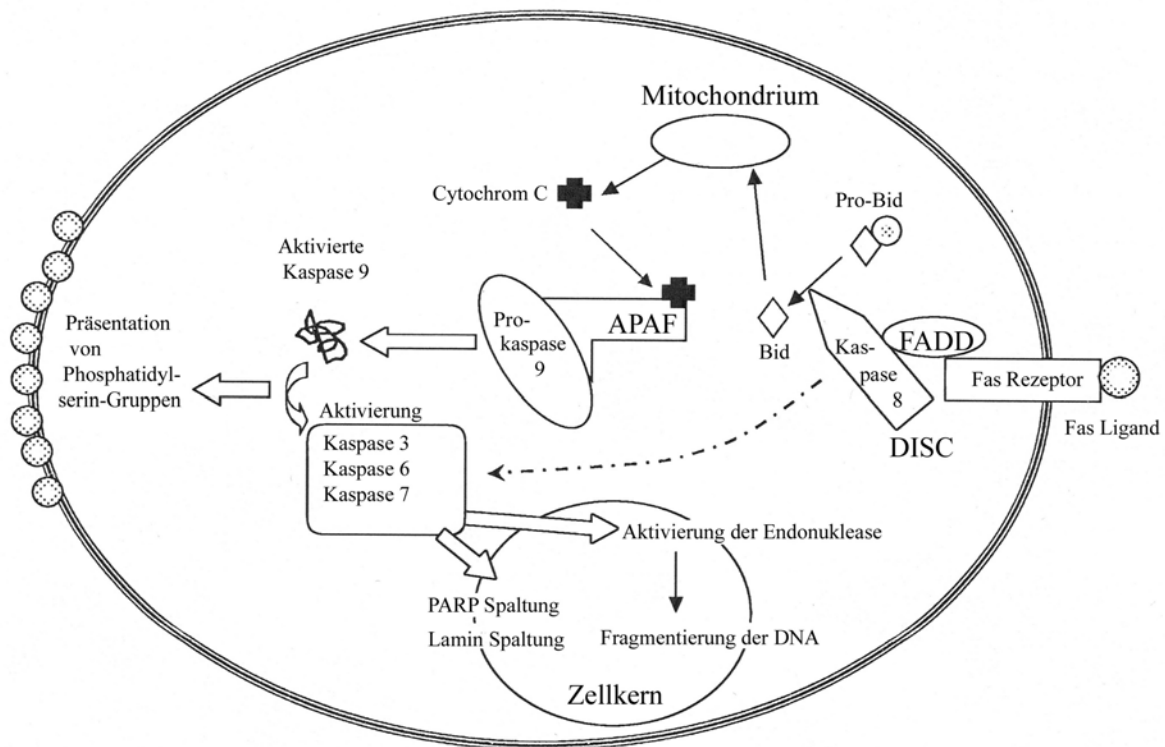 Mitochondrium
Cytochrom C
Pro-Bid
Aktivierte
Kaspase 9
Präsentation
von
Phosphatidyl-
serin-Gruppen
Pro-
kaspase
9
APAF
Bid
Kas-
pase
8
FADD
Fas Rezeptor
Fas Ligand
DISC
Aktivierung
Kaspase 3
Kaspase 6
Kaspase 7
Aktivierung der Endonuklease
PARP Spaltung
Lamin Spaltung
Fragmentierung der DNA
Zellkern